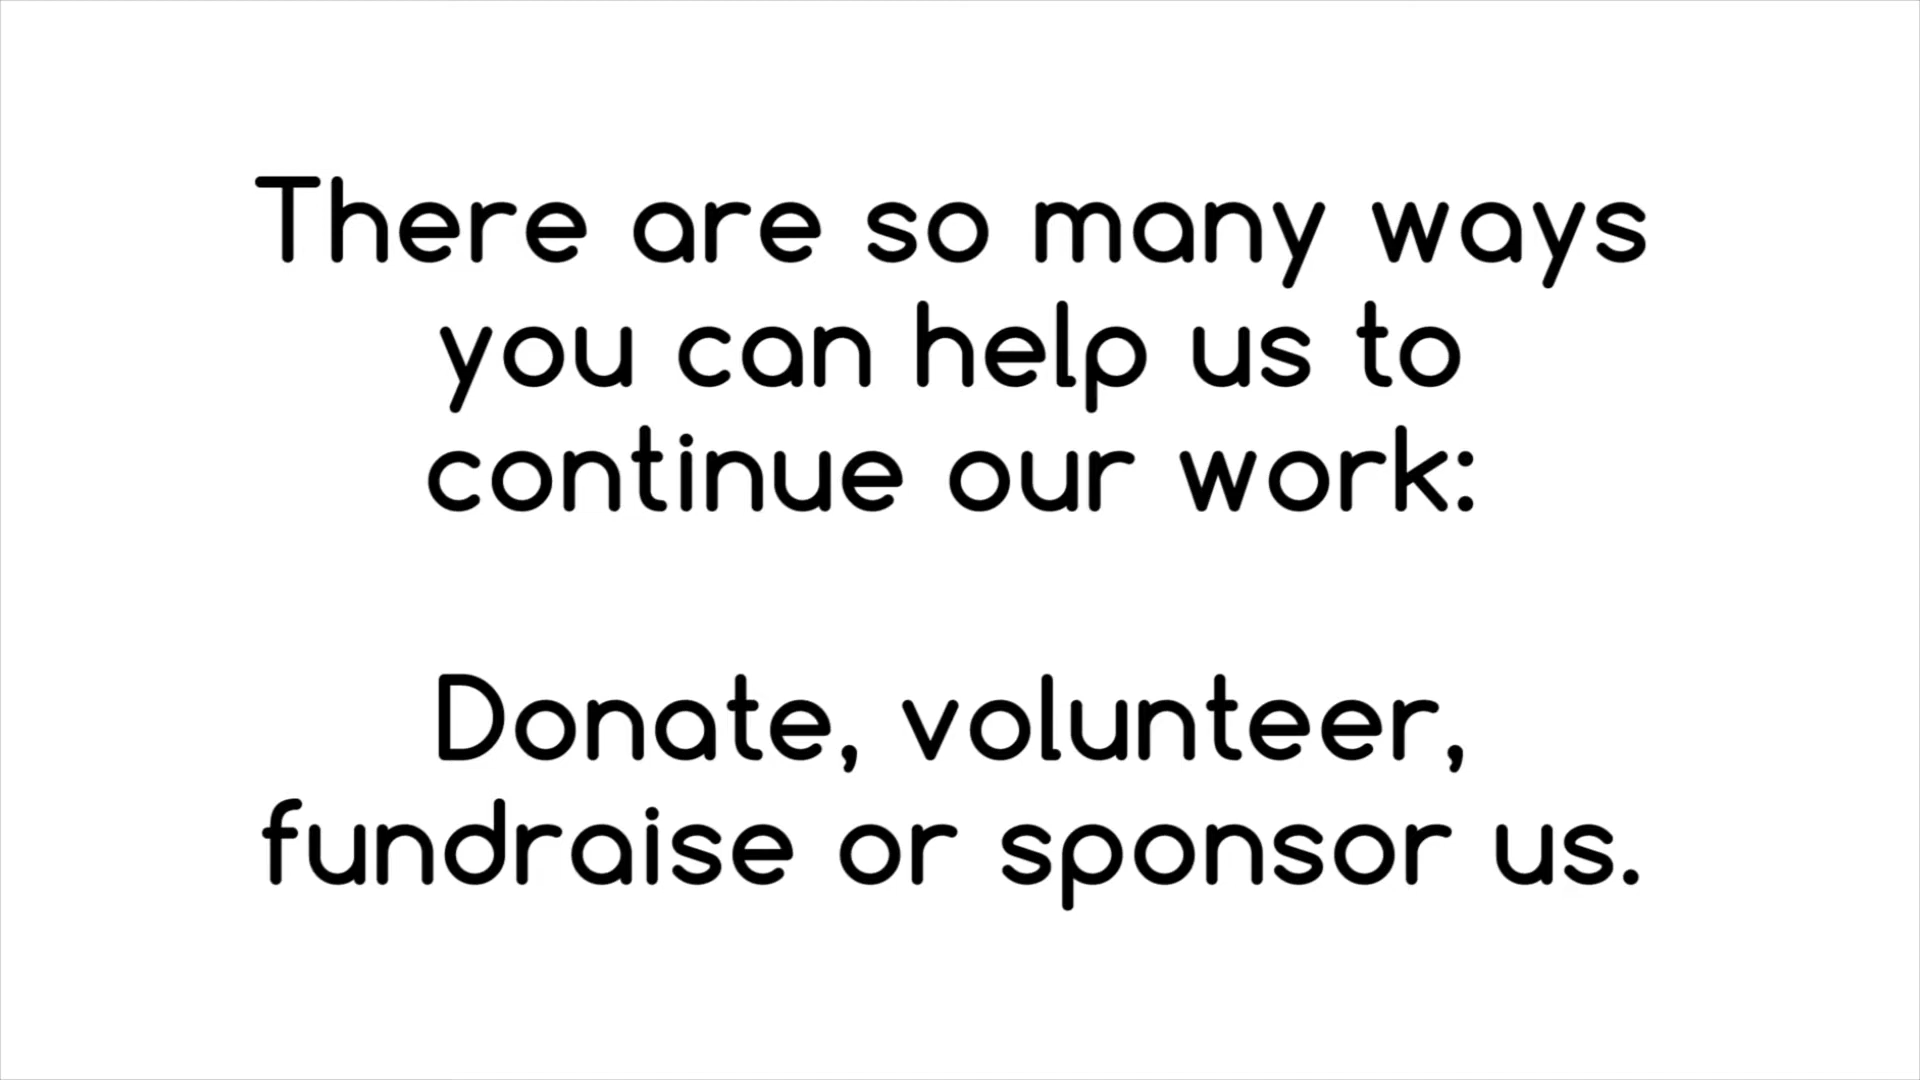 There are so many ways
you can help us to
continue our work:
Donate, volunteer,
fundraise or sponsor us.